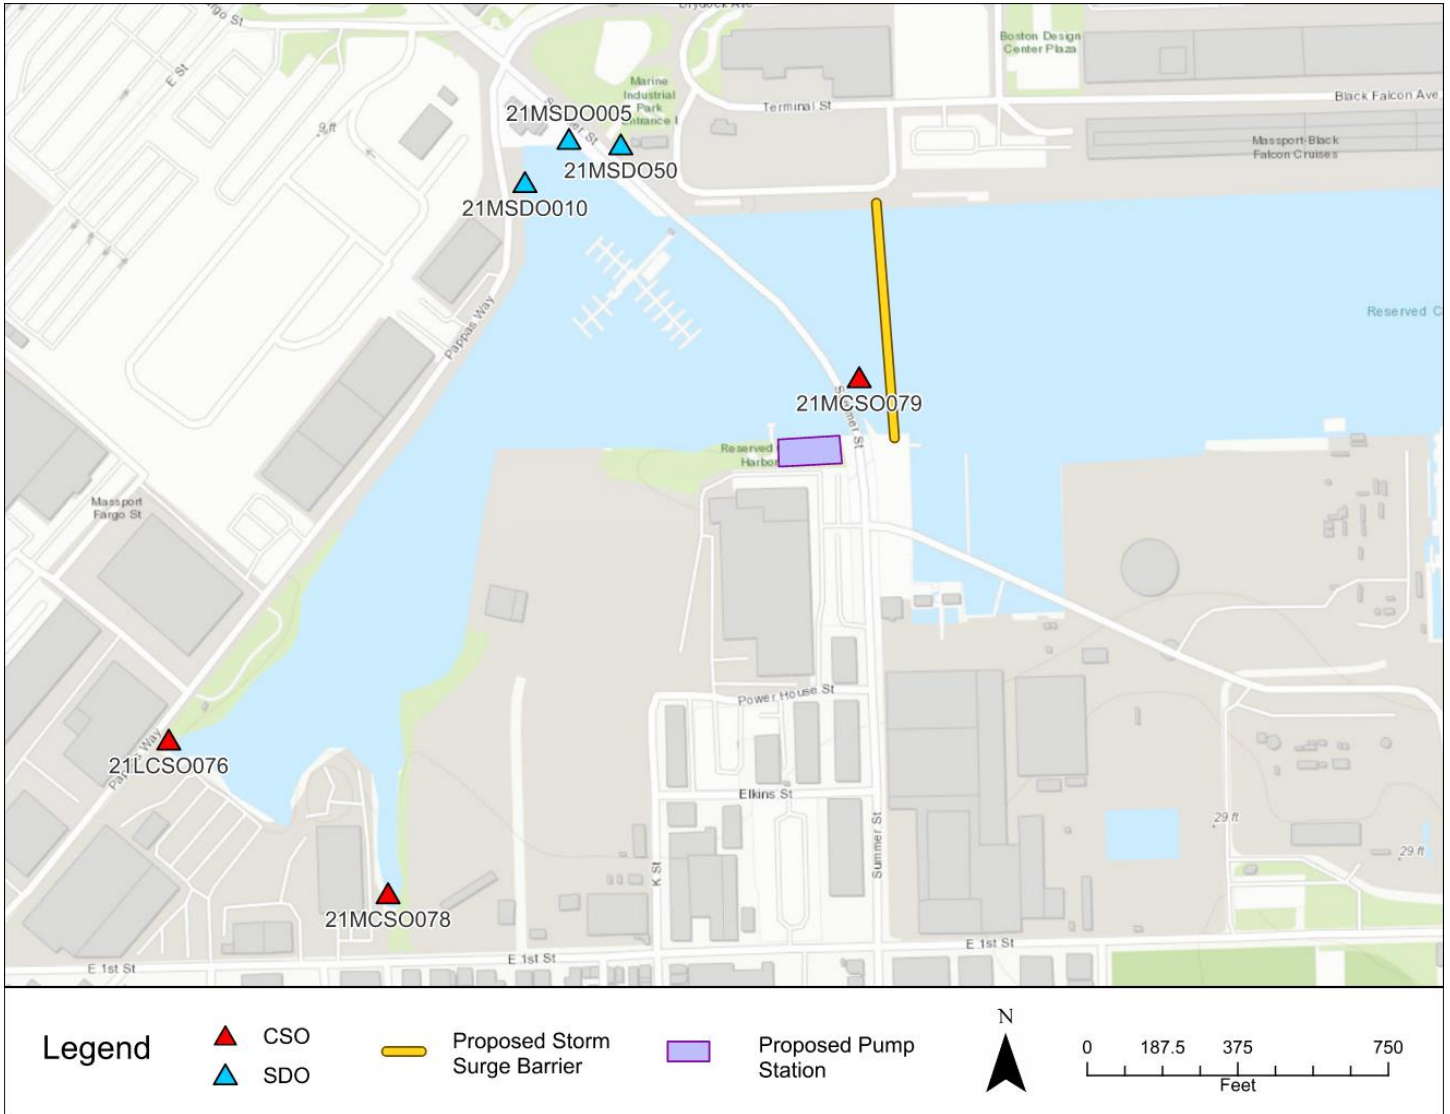 Drydock Ave
rgo St
E St
Boston Design
Center Plaza
Marine
Industrial
Park
Entrance
Black Falcon Ave
Terminal St
21MSDO005
9 ft
Massport-Black
Falcon Cruises
21MSDO50
21MSDO010
Reserved C
Pappas Way
21MCSO079
Summer St
Reserved
Harbor
Massport
Fargo St
Power House St
21LCSO076
Pappas Way
Elkins St
29 ft
29 ft
K St
Summer St
21MCSO078
E 1st St
E 1st St
E 1st St
Legend
CSO
SDO
Proposed Storm
Surge Barrier
Proposed Pump
Station
N
0 187.5 375 750
Feet